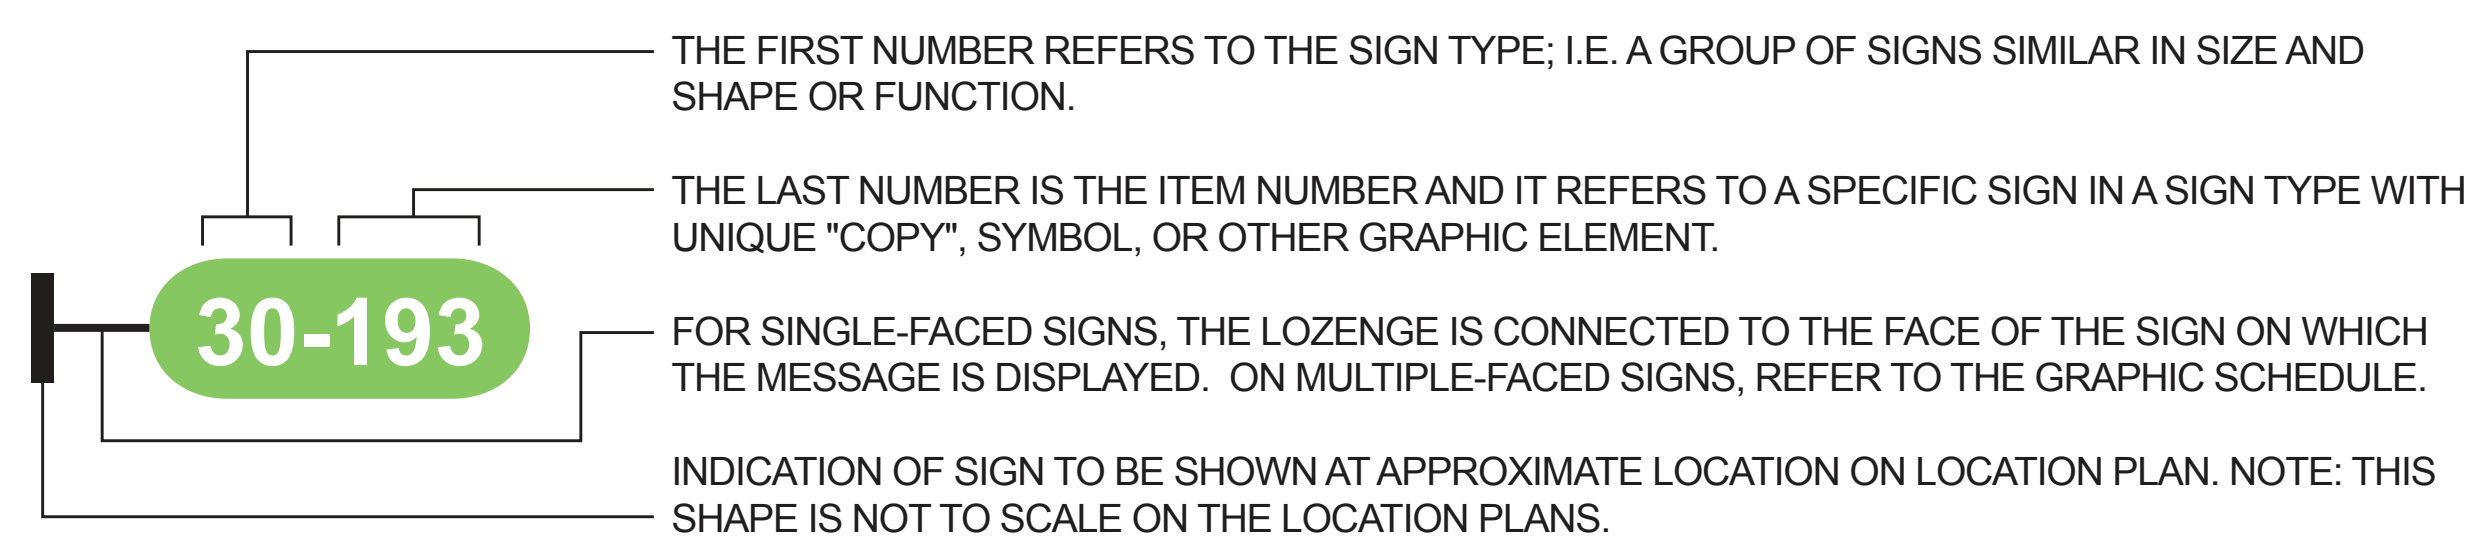 THE FIRST NUMBER REFERS TO THE SIGN TYPE; I.E. A GROUP OF SIGNS SIMILAR IN SIZE AND
SHAPE OR FUNCTION.
THE LAST NUMBER IS THE ITEM NUMBER AND IT REFERS TO A SPECIFIC SIGN IN A SIGN TYPE WITH
UNIQUE "COPY", SYMBOL, OR OTHER GRAPHIC ELEMENT.
30-193
FOR SINGLE-FACED SIGNS, THE LOZENGE IS CONNECTED TO THE FACE OF THE SIGN ON WHICH
THE MESSAGE IS DISPLAYED.  ON MULTIPLE-FACED SIGNS, REFER TO THE GRAPHIC SCHEDULE.
INDICATION OF SIGN TO BE SHOWN AT APPROXIMATE LOCATION ON LOCATION PLAN. NOTE: THIS
SHAPE IS NOT TO SCALE ON THE LOCATION PLANS.